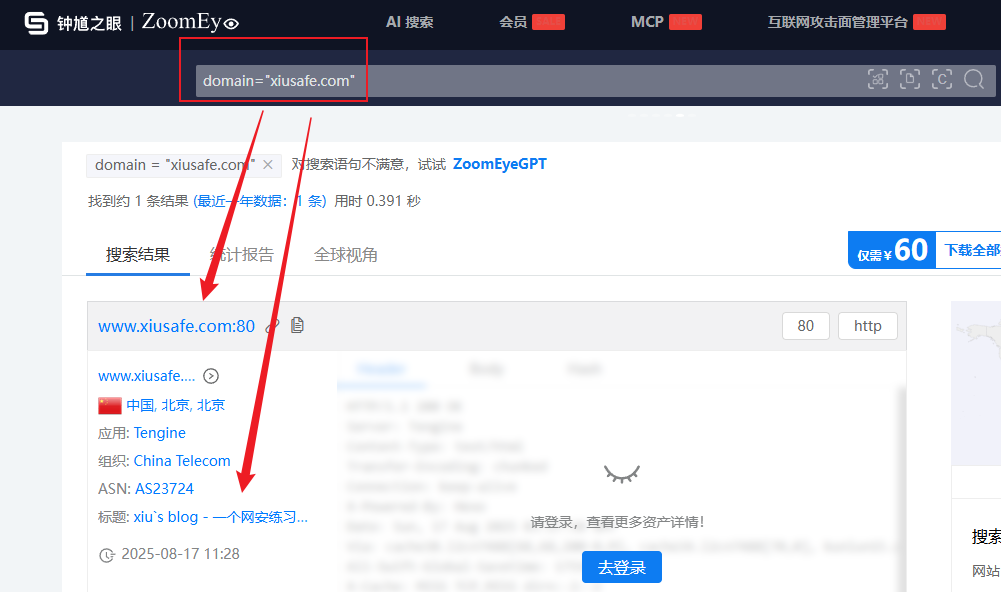 钟馗之眼 | ZoomEye AI 搜索 会员 SALE MCP NEW 互联网攻击面管理平台 NEW
domain="xiusafe.com"
domain = "xiusafe.com" × 对搜索语句不满意，试试 ZoomEyeGPT
找到约 1 条结果 (最近一年数据: 1 条) 用时 0.391 秒
搜索结果 统计报告 全球视角
仅需¥60 下载全部
www.xiusafe.com:80 80 http
www.xiusafe....
Header Body
中国, 北京, 北京
应用: Tengine
组织: China Telecom
ASN: AS23724
标题: xiu`s blog - 一个网安练习...
请登录，查看更多资产详情！
2025-08-17 11:28
去登录
搜索
网站